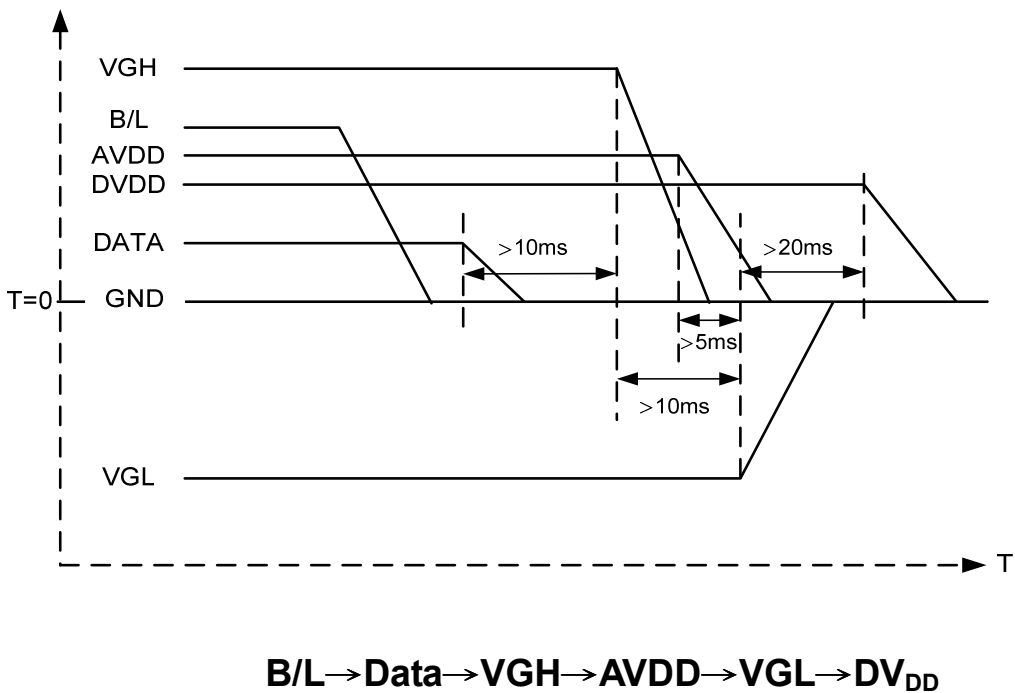 VGH
B/L
AVDD
DVDD
DATA
>10ms
>20ms
T=0
GND
>5ms
>10ms
VGL
T
B/L→Data→VGH→AVDD→VGL→DVDD